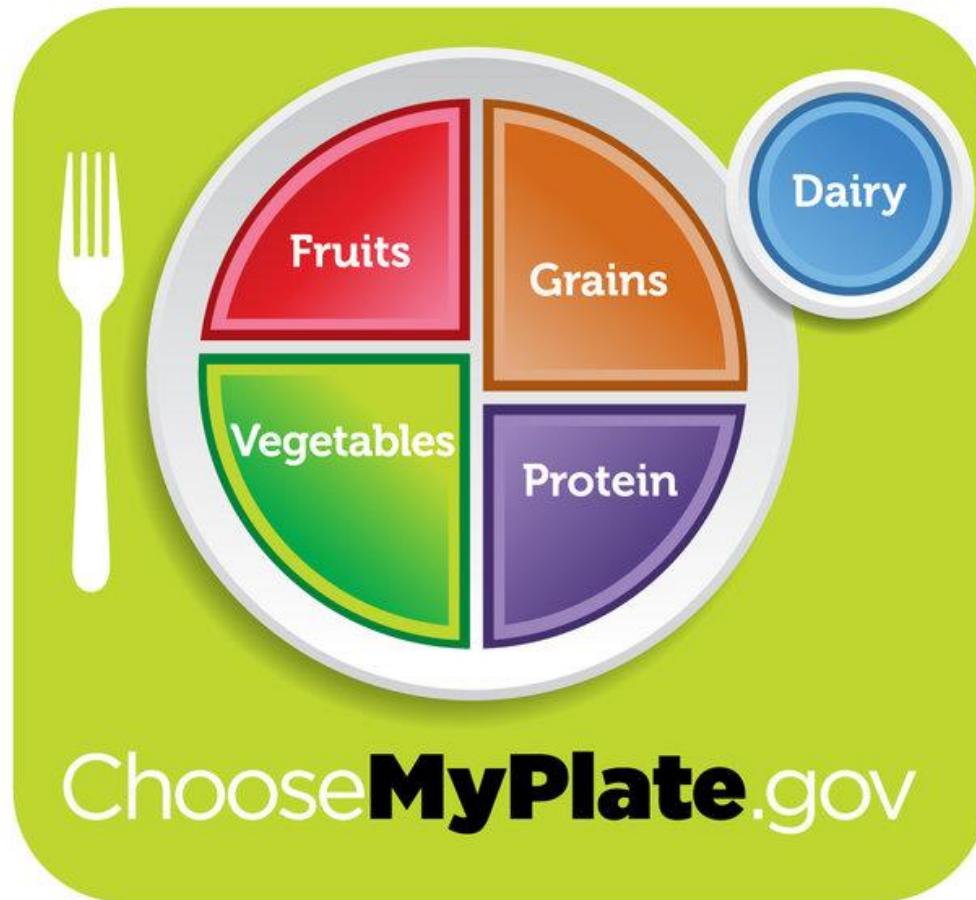 Dairy
Fruits
Grains
Vegetables
Protein
ChooseMyPlate.gov